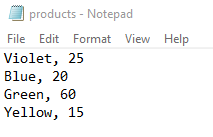 products - Notepad
File Edit Format View Help
Violet, 25
Blue, 20
Green, 60
Yellow, 15